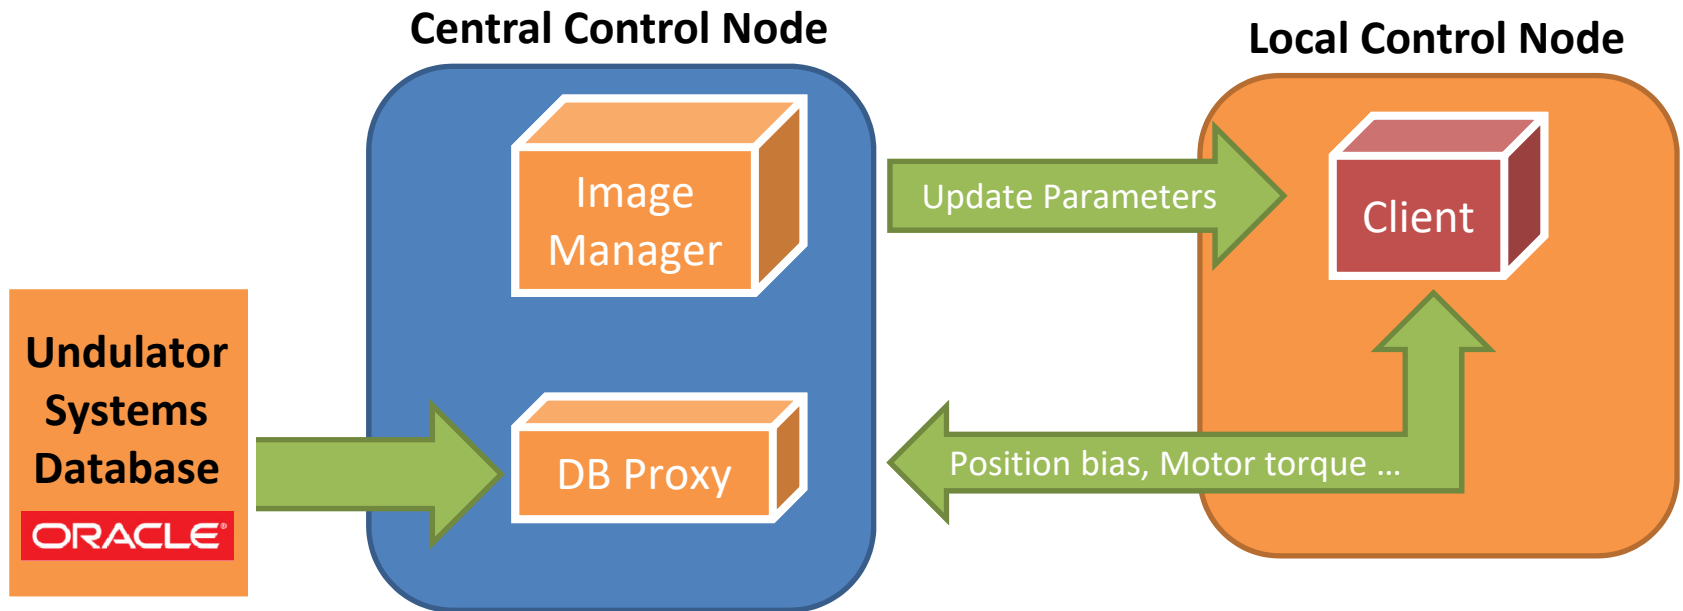 Central Control Node
Local Control Node
Image
Manager
Update Parameters
Client
Undulator
Systems
Database
ORACLE®
DB Proxy
Position bias, Motor torque ...